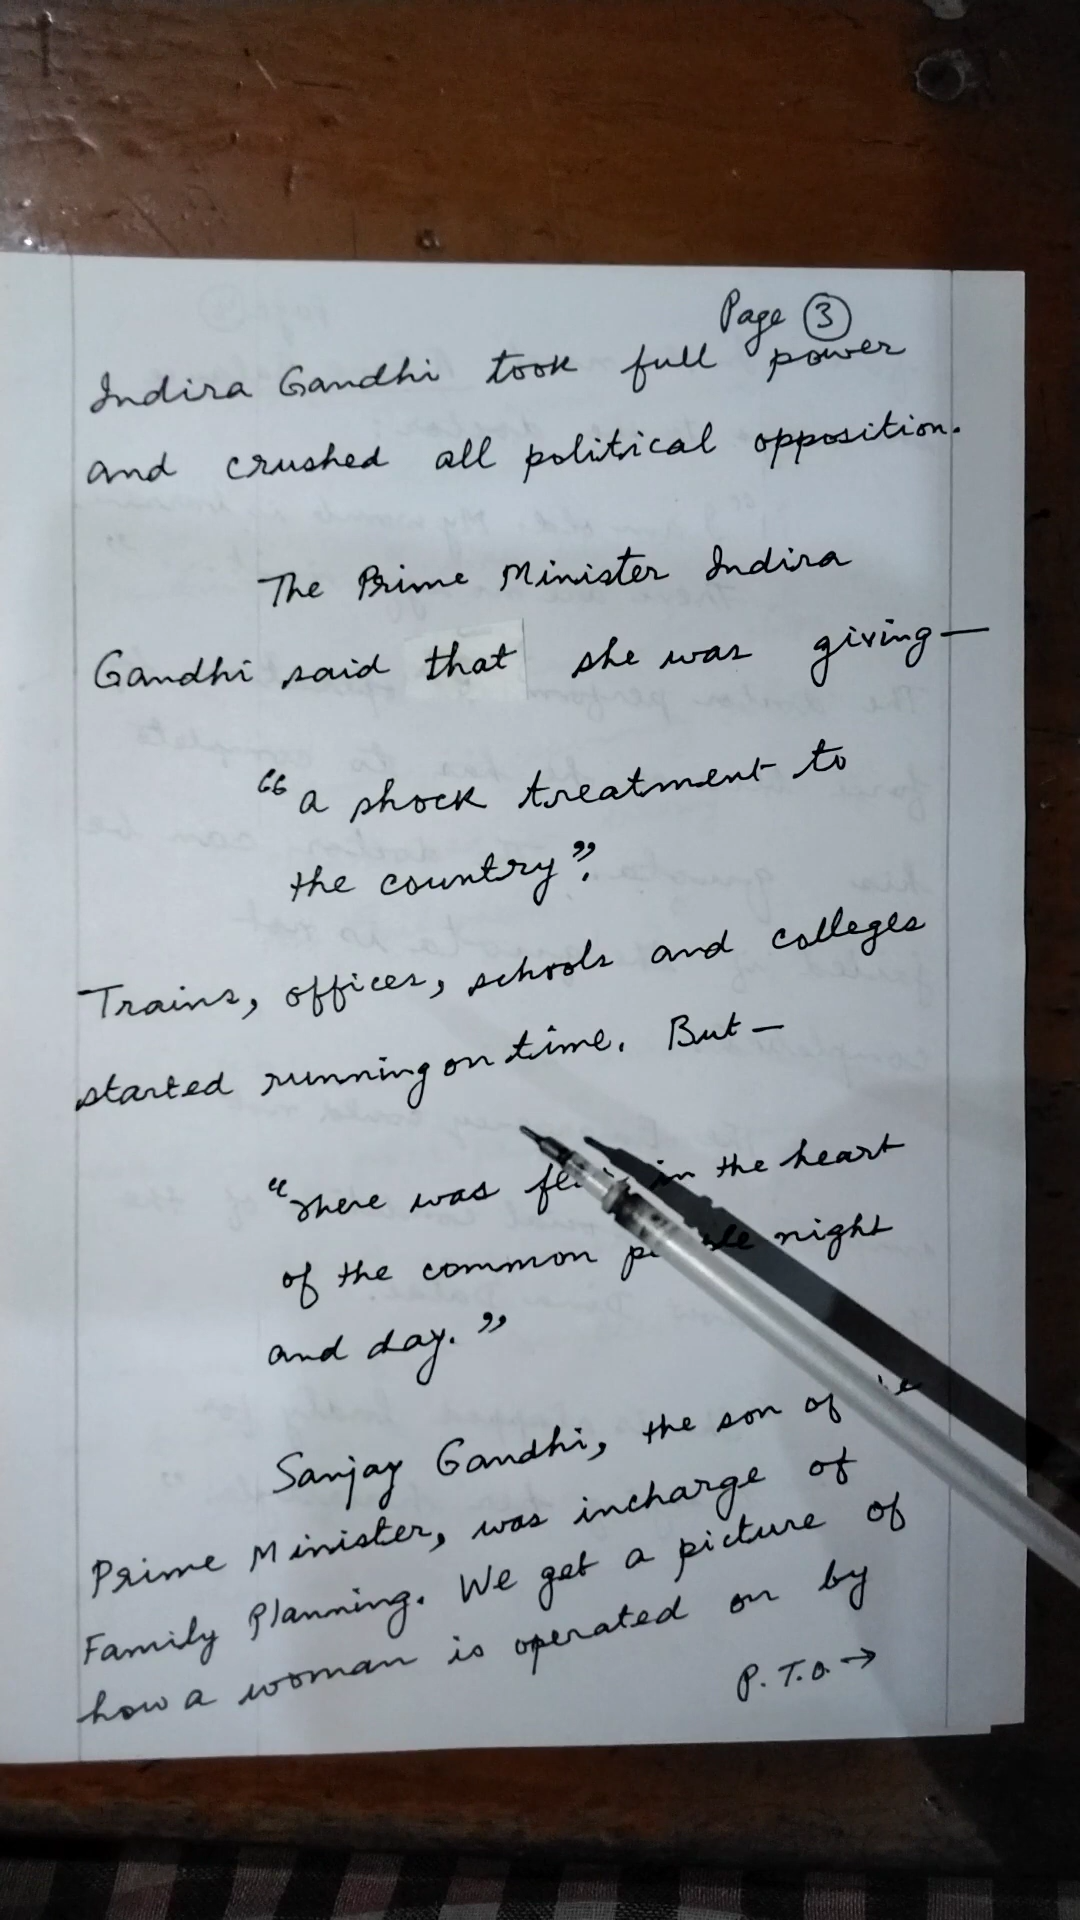 Page 3
Indira Gandhi took full power
and crushed all political opposition.
The Prime Minister Indira
Gandhi said that she was giving—
“a shock treatment to
the country”.
Trains, offices, schools and colleges
started running on time. But—
“There was in the heart
of the common night
and day.”
Sanjay Gandhi, the son of
Prime Minister, was incharge of
Family Planning. We get a picture of
how a woman is operated on by
P.T.O. →